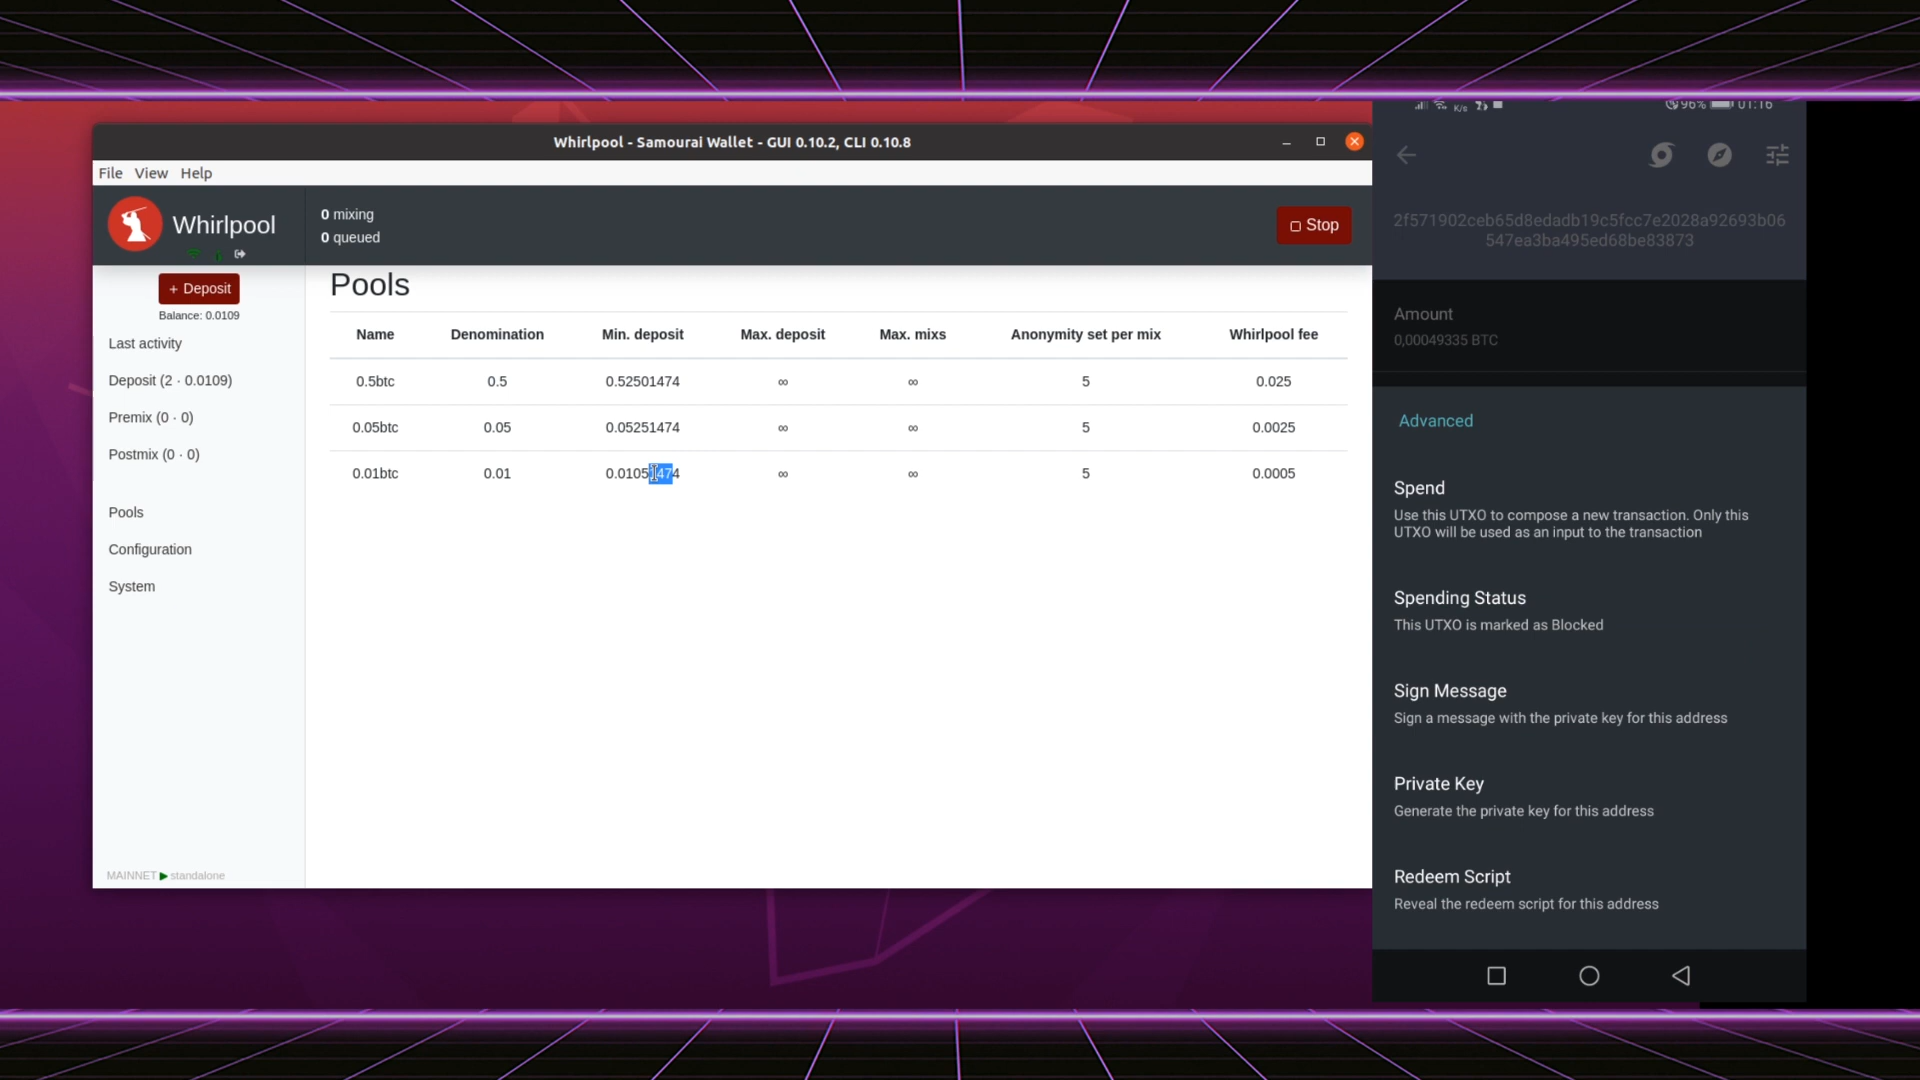 Whirlpool - Samourai Wallet - GUI 0.10.2, CLI 0.10.8
File View Help
Whirlpool
0 mixing
0 queued
Stop
+ Deposit
Balance: 0.0109
Last activity
Deposit (2 · 0.0109)
Premix (0 · 0)
Postmix (0 · 0)
Pools
Configuration
System
MAINNET standalone
Pools
Name Denomination Min. deposit Max. deposit Max. mixs Anonymity set per mix Whirlpool fee
0.5btc 0.5 0.52501474 ∞ ∞ 5 0.025
0.05btc 0.05 0.05251474 ∞ ∞ 5 0.0025
0.01btc 0.01 0.01051474 ∞ ∞ 5 0.0005
K/s 96% 01:16
2f571902ceb65d8edadb19c5fcc7e2028a92693b06
547ea3ba495ed68be83873
Amount
0,00049335 BTC
Advanced
Spend
Use this UTXO to compose a new transaction. Only this
UTXO will be used as an input to the transaction
Spending Status
This UTXO is marked as Blocked
Sign Message
Sign a message with the private key for this address
Private Key
Generate the private key for this address
Redeem Script
Reveal the redeem script for this address